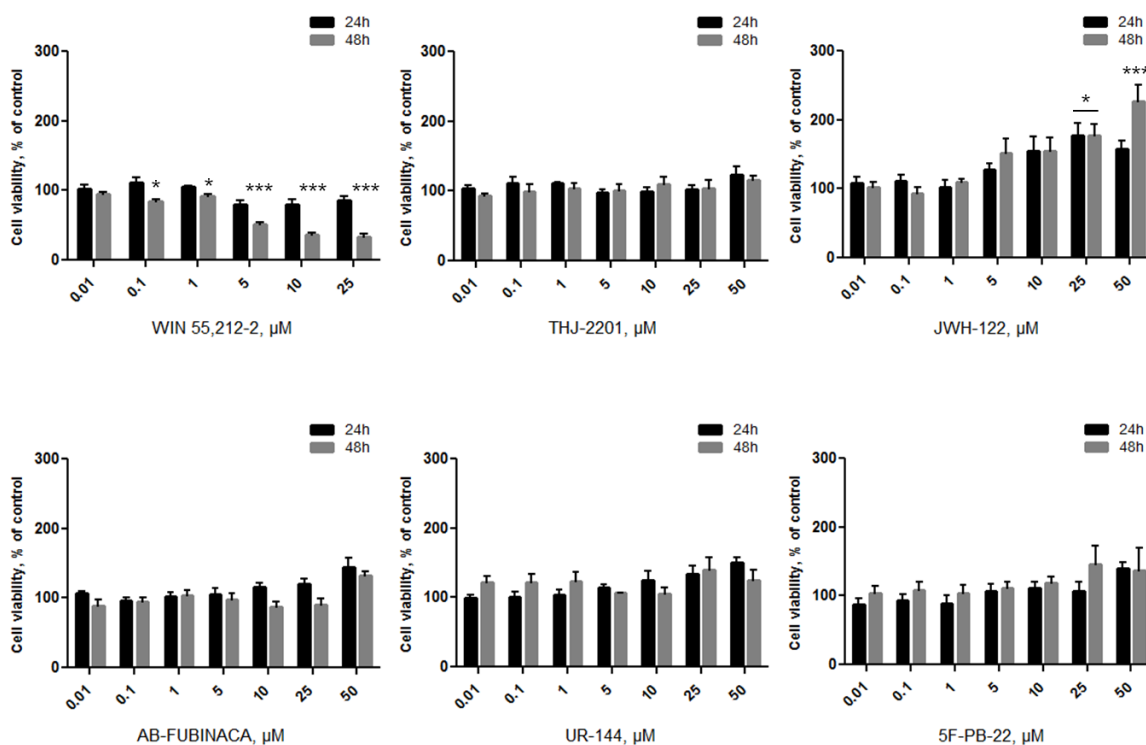 24h
48h
Cell viability, % of control
300
200
100
0
* * *** *** ***
0.01 0.1 1 5 10 25
WIN 55,212-2, µM
24h
48h
Cell viability, % of control
300
200
100
0
0.01 0.1 1 5 10 25 50
THJ-2201, µM
24h
48h
Cell viability, % of control
300
200
100
0
* ***
0.01 0.1 1 5 10 25 50
JWH-122, µM
24h
48h
Cell viability, % of control
300
200
100
0
0.01 0.1 1 5 10 25 50
AB-FUBINACA, µM
24h
48h
Cell viability, % of control
300
200
100
0
0.01 0.1 1 5 10 25 50
UR-144, µM
24h
48h
Cell viability, % of control
300
200
100
0
0.01 0.1 1 5 10 25 50
5F-PB-22, µM